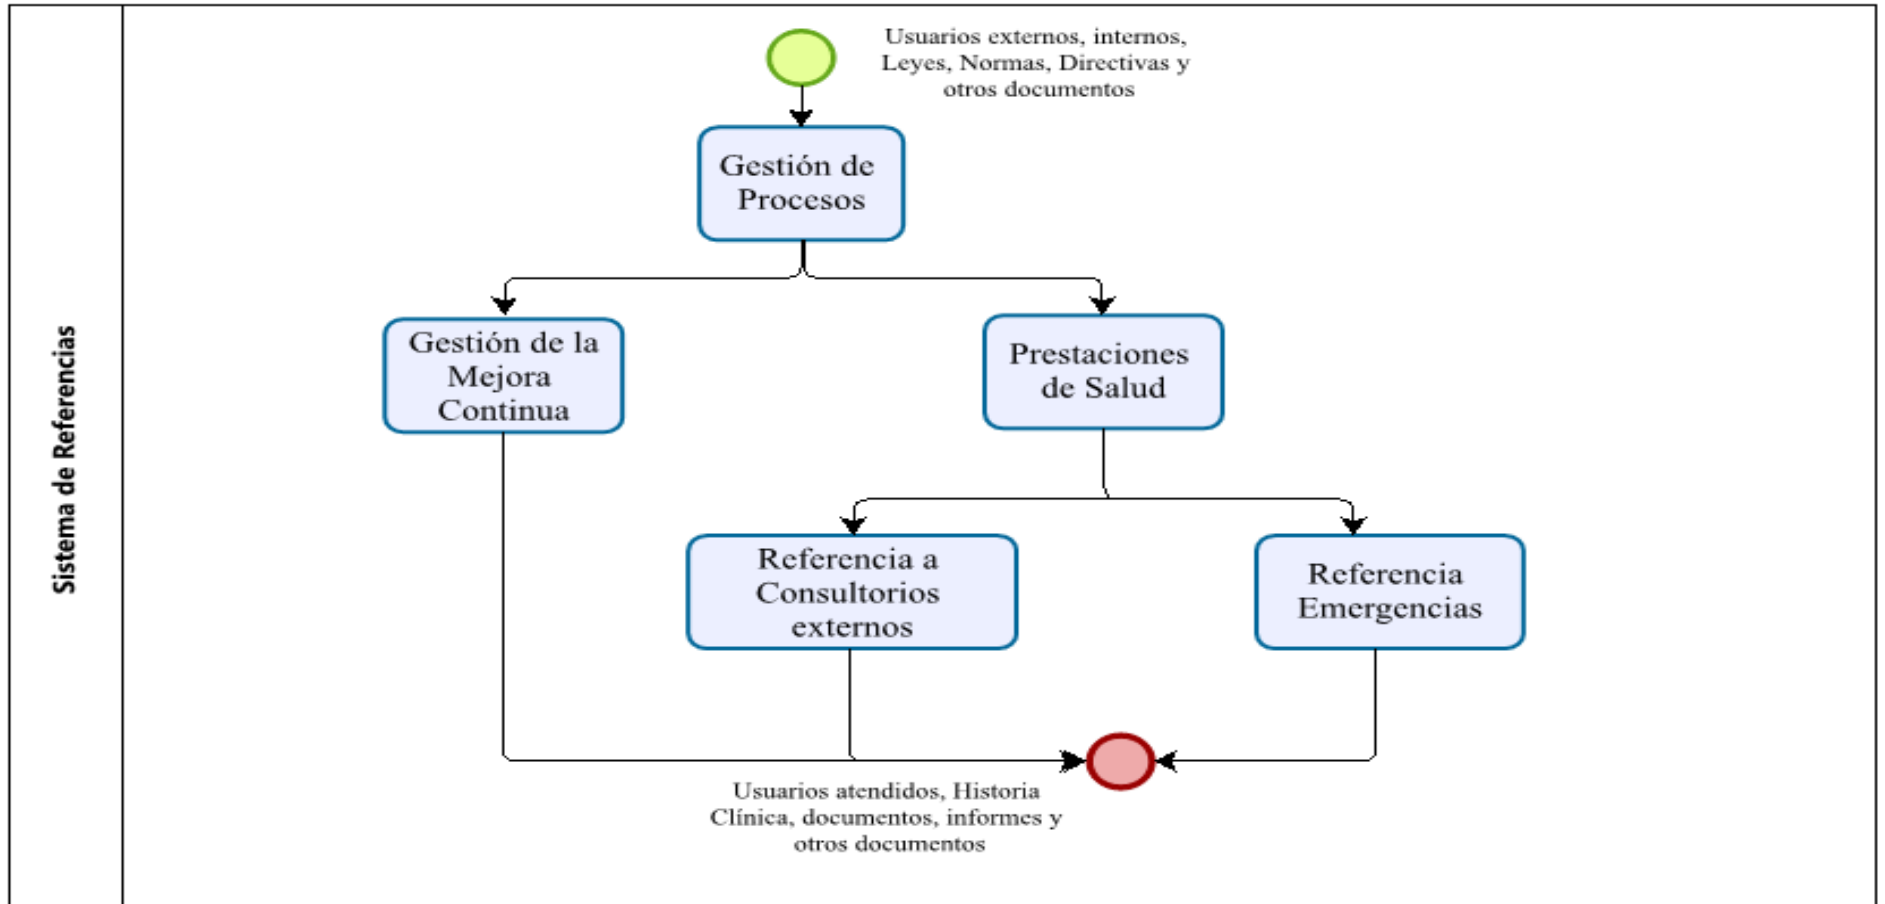 Sistema de Referencias
Usuarios externos, internos,
Leyes, Normas, Directivas y
otros documentos
Gestión de
Procesos
Gestión de la
Mejora
Continua
Prestaciones
de Salud
Referencia a
Consultorios
externos
Referencia
Emergencias
Usuarios atendidos, Historia
Clínica, documentos, informes y
otros documentos